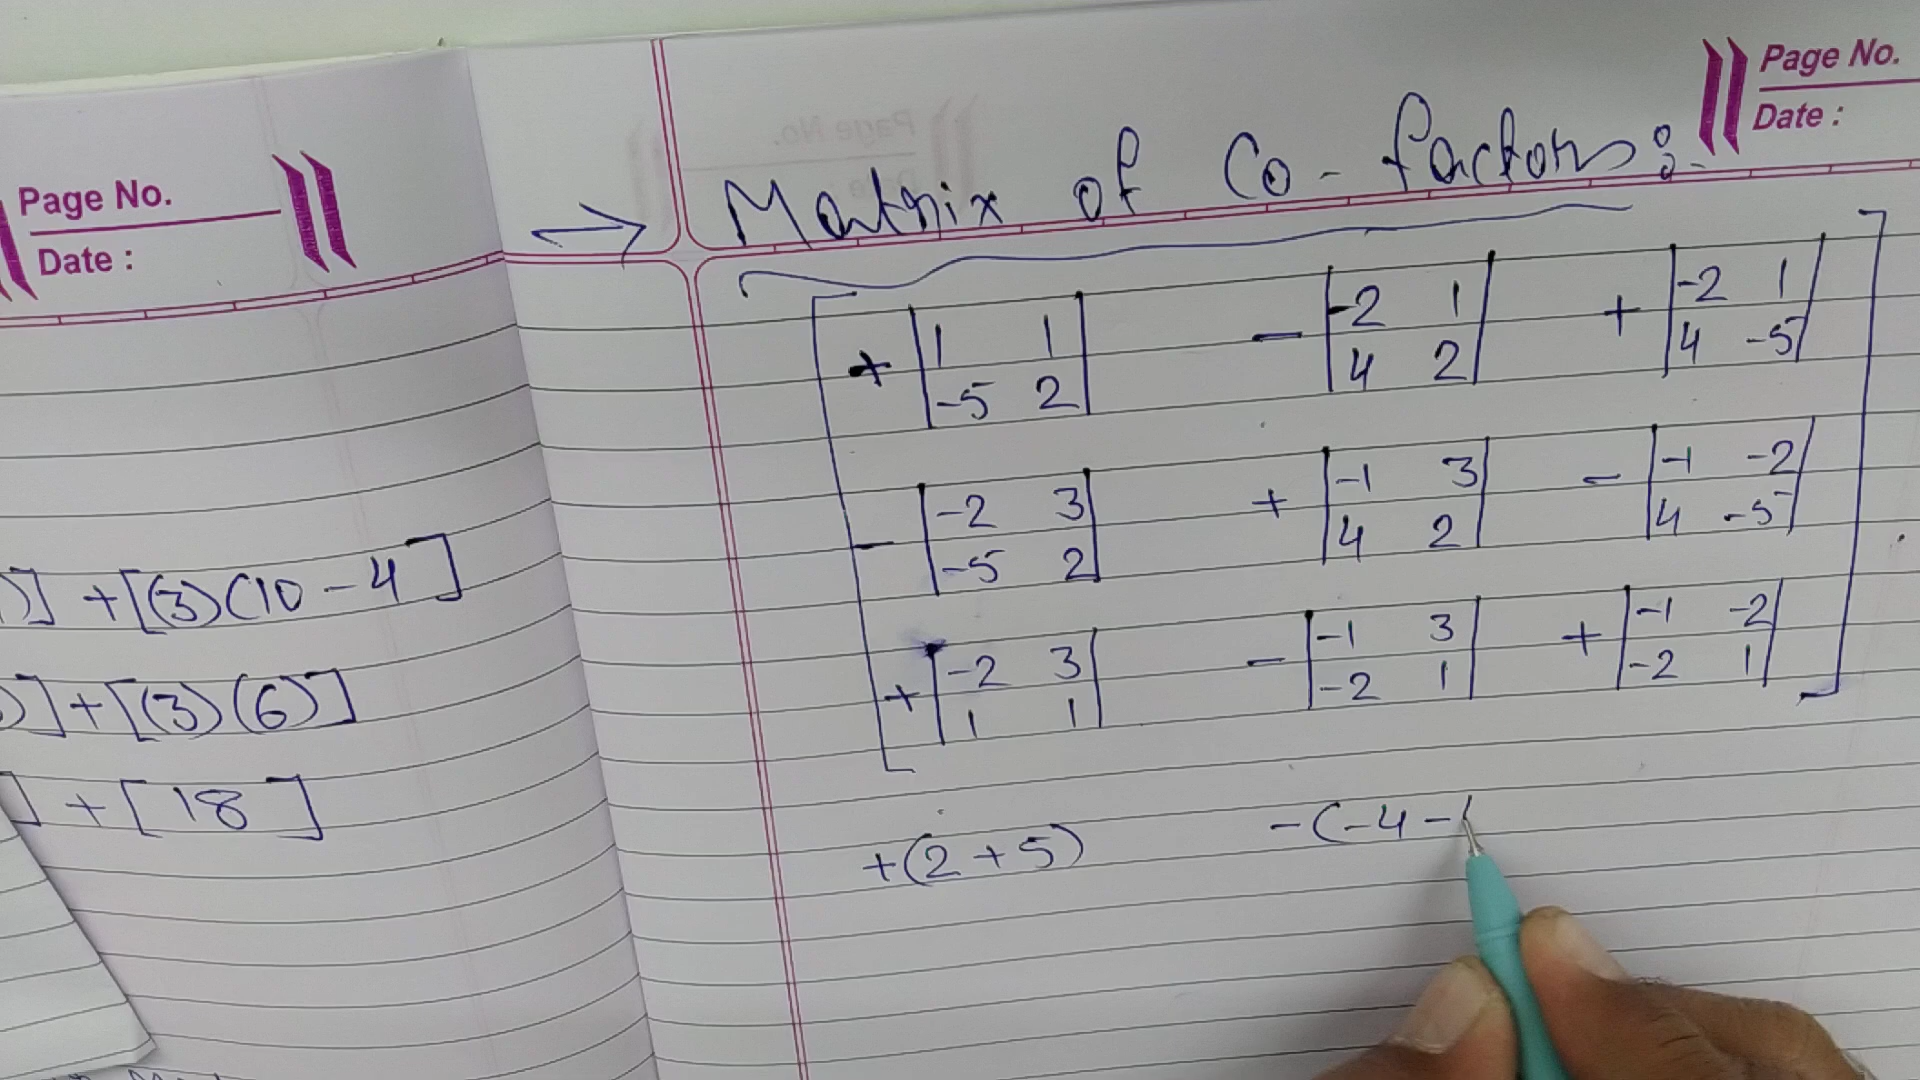 Page No.
Date :
)] + [(3)(10 - 4]
)] + [(3)(6)]
] + [18]
Page No.
Date :
→ Matrix of Co-factors :-
+ | 1 1 | - | -2 1 | + | -2 1 |
| -5 2 | | 4 2 | | 4 -5 |
- | -2 3 | + | -1 3 | - | -1 -2 |
| -5 2 | | 4 2 | | 4 -5 |
+ | -2 3 | - | -1 3 | + | -1 -2 |
| 1 1 | | -2 1 | | -2 1 |
+(2 + 5) -(-4 -